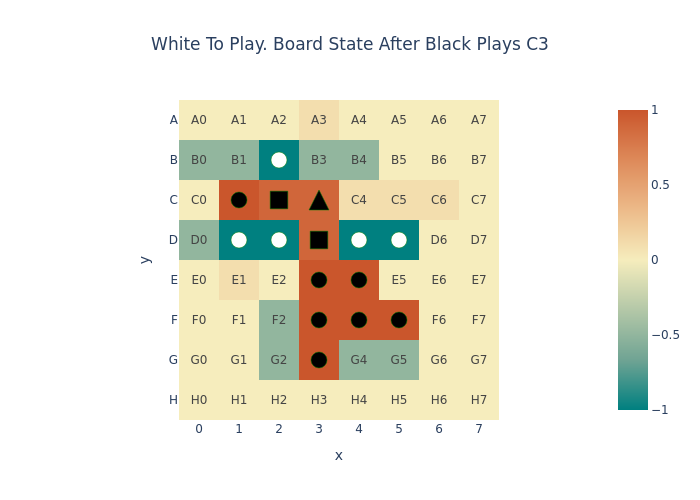 White To Play. Board State After Black Plays C3
A A0 A1 A2 A3 A4 A5 A6 A7
B B0 B1 B3 B4 B5 B6 B7
C C0 C4 C5 C6 C7
D D0 D6 D7
E E0 E1 E2 E5 E6 E7
F F0 F1 F2 F6 F7
G G0 G1 G2 G4 G5 G6 G7
H H0 H1 H2 H3 H4 H5 H6 H7
0 1 2 3 4 5 6 7
x
y
1
0.5
0
−0.5
−1